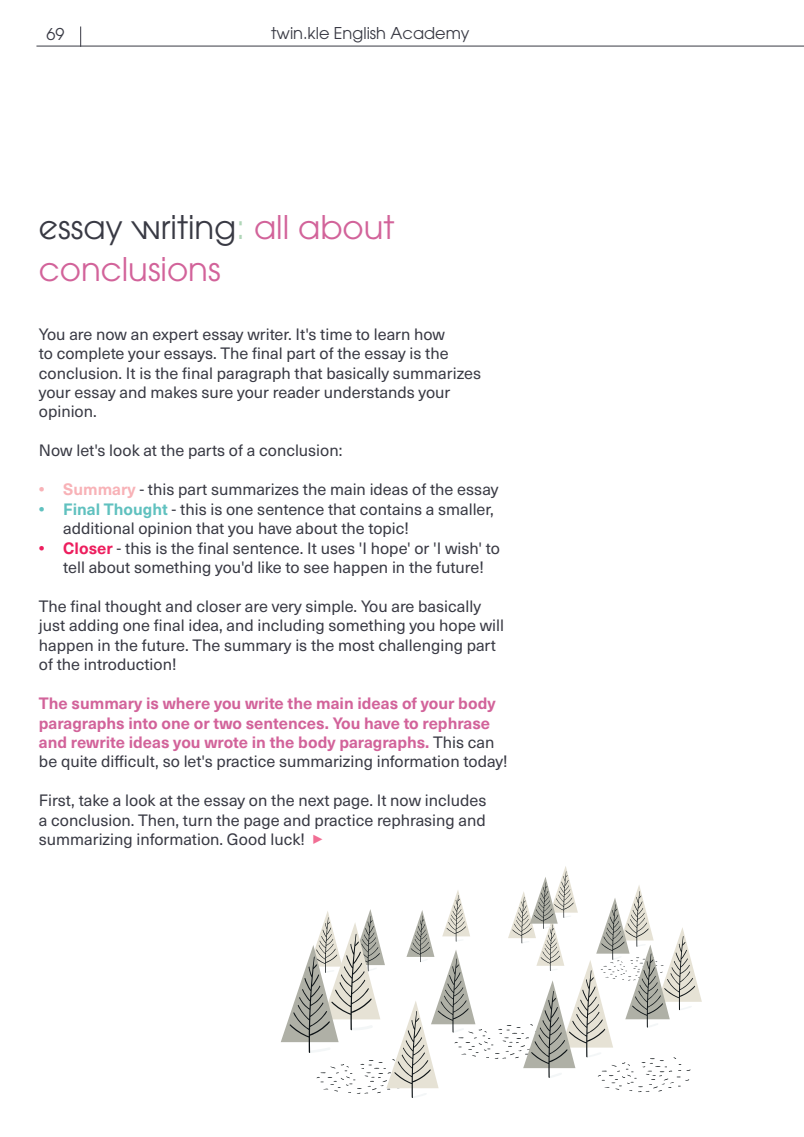 69
twin.kle English Academy
essay writing: all about
conclusions
You are now an expert essay writer. It's time to learn how
to complete your essays. The final part of the essay is the
conclusion. It is the final paragraph that basically summarizes
your essay and makes sure your reader understands your
opinion.
Now let's look at the parts of a conclusion:
• Summary - this part summarizes the main ideas of the essay
• Final Thought - this is one sentence that contains a smaller,
additional opinion that you have about the topic!
• Closer - this is the final sentence. It uses 'I hope' or 'I wish' to
tell about something you'd like to see happen in the future!
The final thought and closer are very simple. You are basically
just adding one final idea, and including something you hope will
happen in the future. The summary is the most challenging part
of the introduction!
The summary is where you write the main ideas of your body
paragraphs into one or two sentences. You have to rephrase
and rewrite ideas you wrote in the body paragraphs. This can
be quite difficult, so let's practice summarizing information today!
First, take a look at the essay on the next page. It now includes
a conclusion. Then, turn the page and practice rephrasing and
summarizing information. Good luck! ►